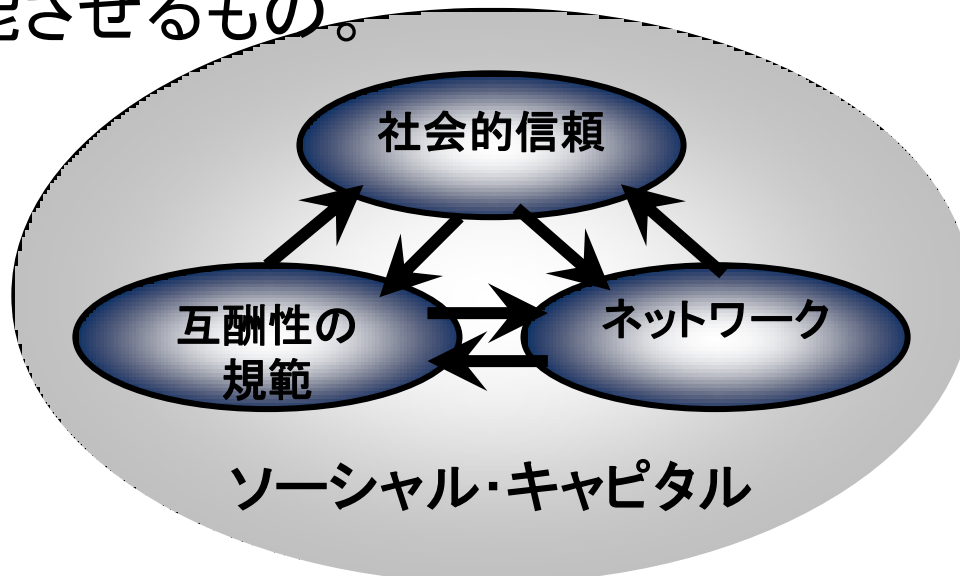 させるもの。
社会的信頼
互酬性の
規範
ネットワーク
ソーシャル・キャピタル